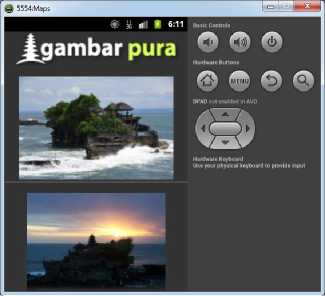 5554:Maps
3G
6:11
gambar pura
Basic Controls
Hardware Buttons
MENU
DPAD not enabled in AVD
Hardware Keyboard
Use your physical keyboard to provide input